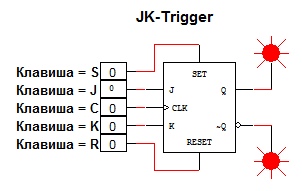 JK-Trigger
Клавиша = S 0 SET
Клавиша = J 0 J Q
Клавиша = C 0 CLK
Клавиша = K 0 K ~Q
Клавиша = R 0 RESET